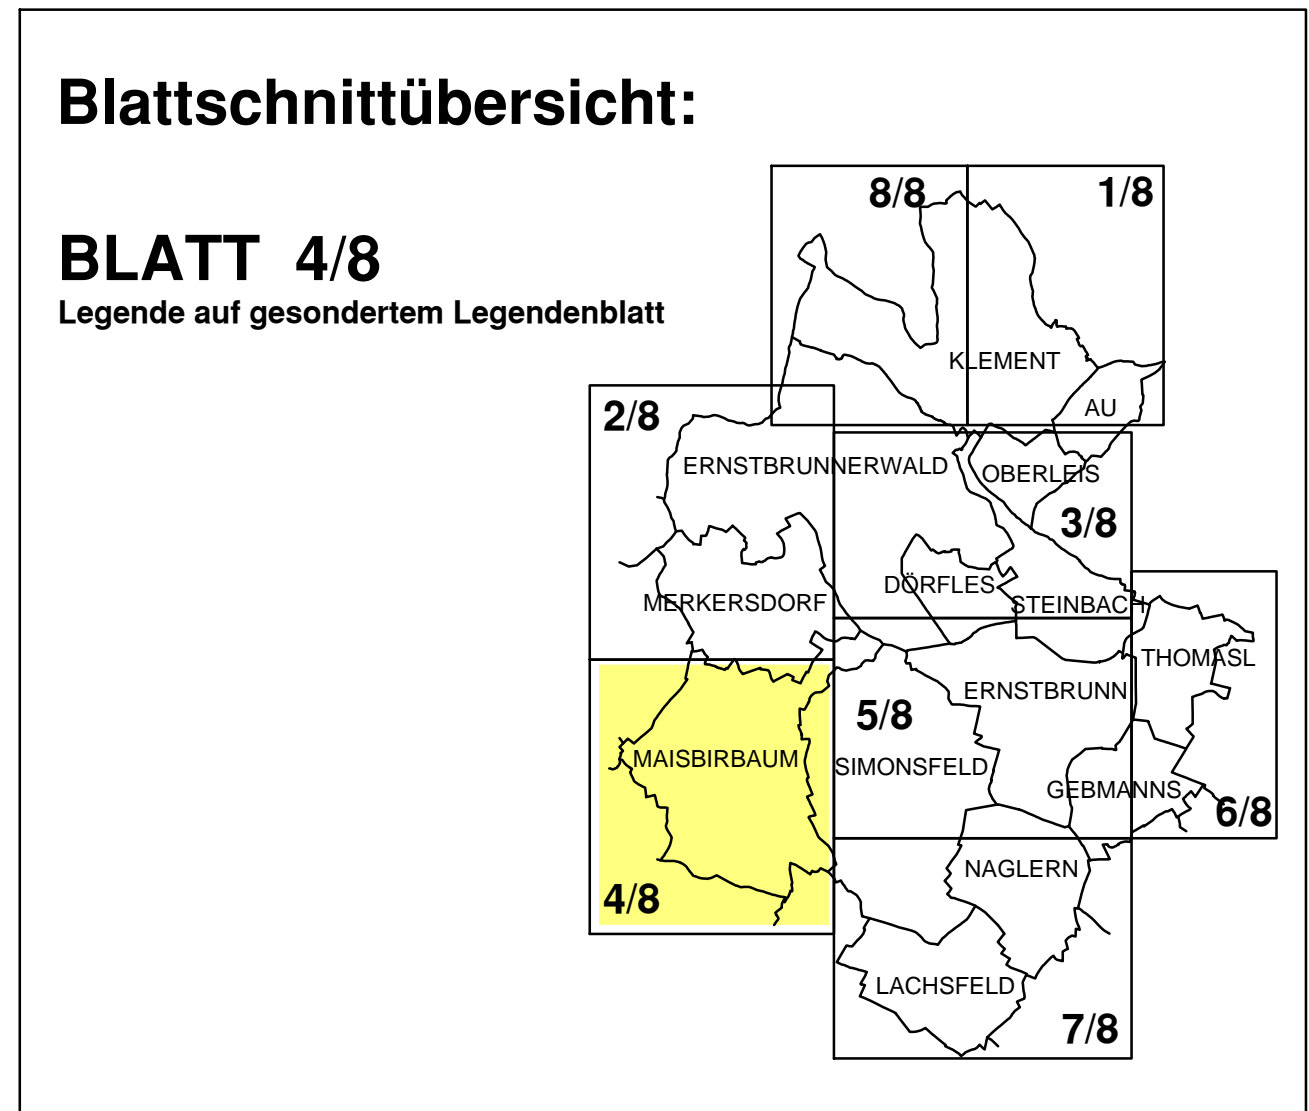 Blattschnittübersicht:
8/8
1/8
BLATT 4/8
Legende auf gesondertem Legendenblatt
KLEMENT
AU
2/8
ERNSTBRUNNERWALD
OBERLEIS
3/8
DÖRFLES
MERKERSDORF
STEINBACH
THOMASL
ERNSTBRUNN
5/8
MAISBIRBAUM
SIMONSFELD
GEBMANNS
6/8
NAGLERN
4/8
LACHSFELD
7/8